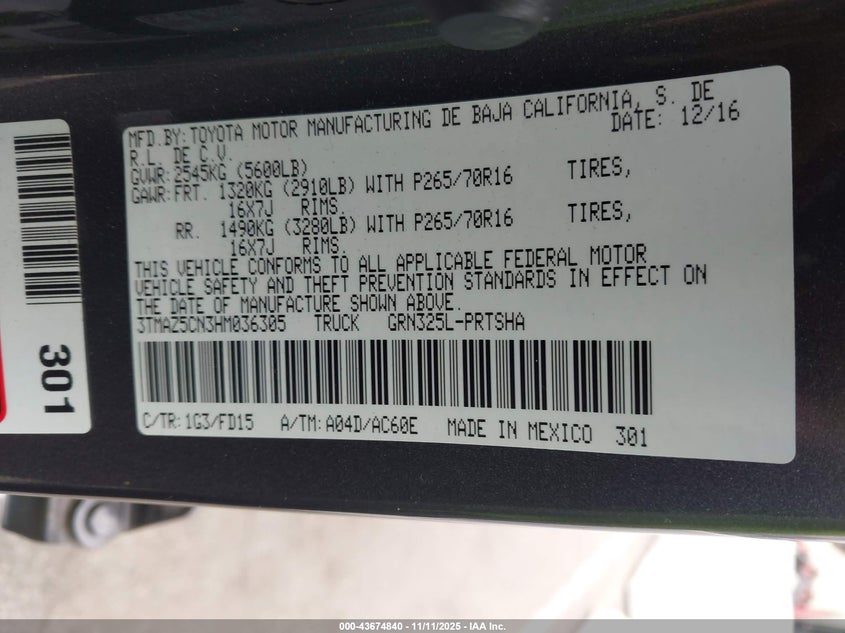 MFD.BY:TOYOTA MOTOR MANUFACTURING DE BAJA CALIFORNIA, S. DE
R.L. DE C.V. DATE: 12/16
GVWR:2545KG (5600LB)
GAWR:FRT. 1320KG (2910LB) WITH P265/70R16 TIRES,
16X7J RIMS.
RR. 1490KG (3280LB) WITH P265/70R16 TIRES,
16X7J RIMS.
THIS VEHICLE CONFORMS TO ALL APPLICABLE FEDERAL MOTOR
VEHICLE SAFETY AND THEFT PREVENTION STANDARDS IN EFFECT ON
THE DATE OF MANUFACTURE SHOWN ABOVE.
3TMAZ5CN3HM036305 TRUCK GRN325L-PRTSHA
C/TR:1G3/FD15 A/TM:A04D/AC60E MADE IN MEXICO 301
301
000-43674840 - 11/11/2025 - IAA Inc.